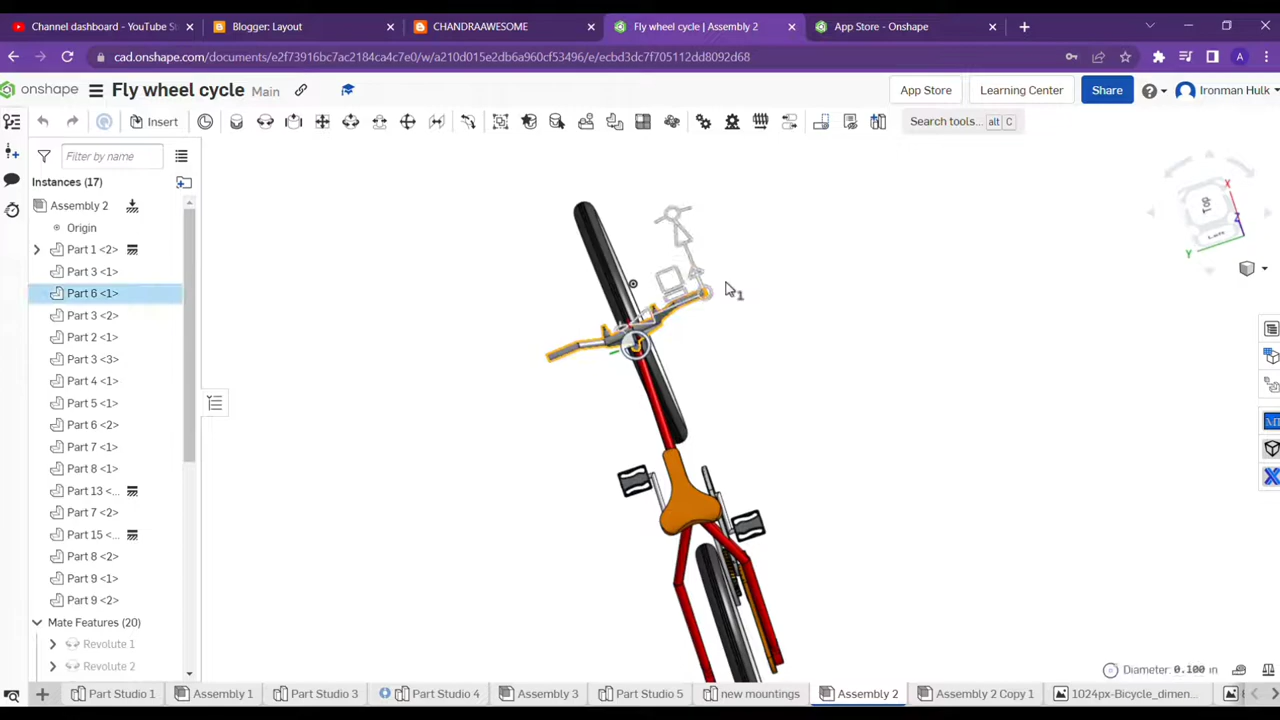 Channel dashboard - YouTube St
Blogger: Layout
CHANDRAAWESOME
Fly wheel cycle | Assembly 2
App Store - Onshape
cad.onshape.com/documents/e2f73916bc7ac2184ca4c7e0/w/a210d015e2db6a960cf53496/e/ecbd3dc7f705112dd8092d68
A
onshape
Fly wheel cycle
Main
App Store
Learning Center
Share
Ironman Hulk
Insert
Search tools...
alt C
Filter by name
Instances (17)
Assembly 2
Origin
Part 1 <2>
Part 3 <1>
Part 6 <1>
Part 3 <2>
Part 2 <1>
Part 3 <3>
Part 4 <1>
Part 5 <1>
Part 6 <2>
Part 7 <1>
Part 8 <1>
Part 13 <...
Part 7 <2>
Part 15 <...
Part 8 <2>
Part 9 <1>
Part 9 <2>
Mate Features (20)
Revolute 1
Revolute 2
1
X
Top
Z
Left
Y
Diameter: 0.100 in
Part Studio 1
Assembly 1
Part Studio 3
Part Studio 4
Assembly 3
Part Studio 5
new mountings
Assembly 2
Assembly 2 Copy 1
1024px-Bicycle_dimen...